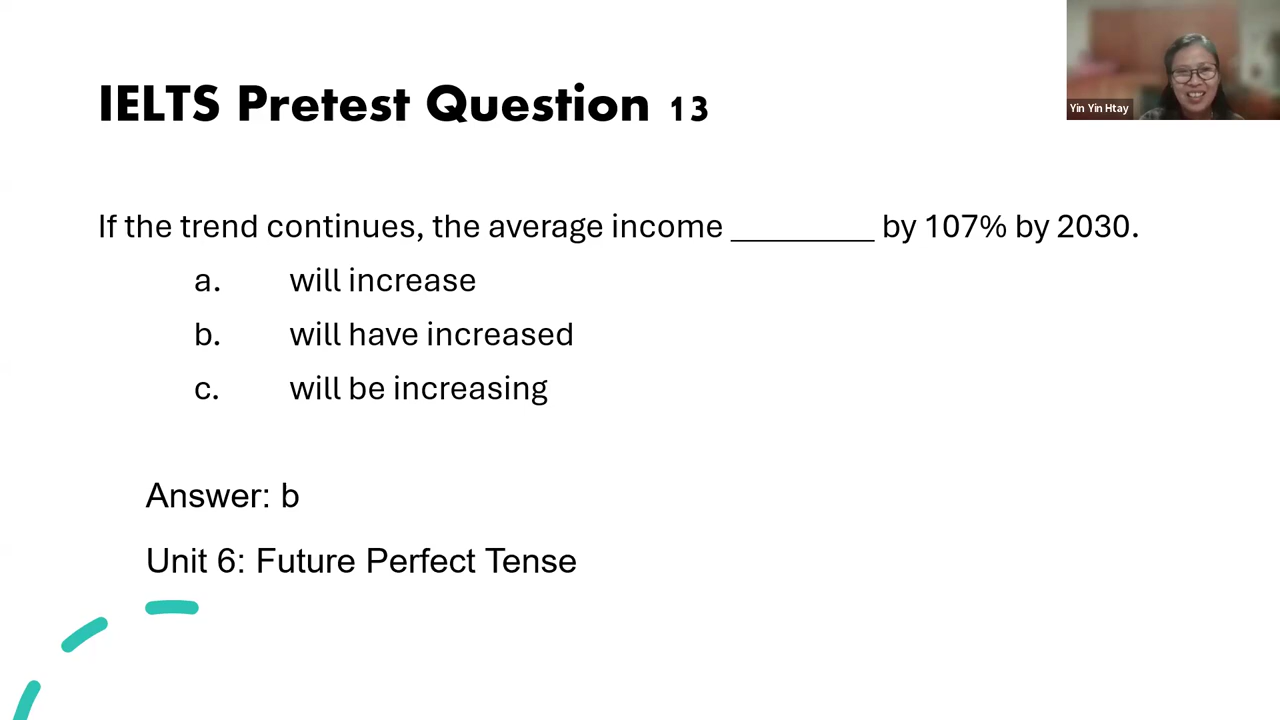 IELTS Pretest Question 13
Yin Yin Htay
If the trend continues, the average income _________ by 107% by 2030.
a. will increase
b. will have increased
c. will be increasing
Answer: b
Unit 6: Future Perfect Tense